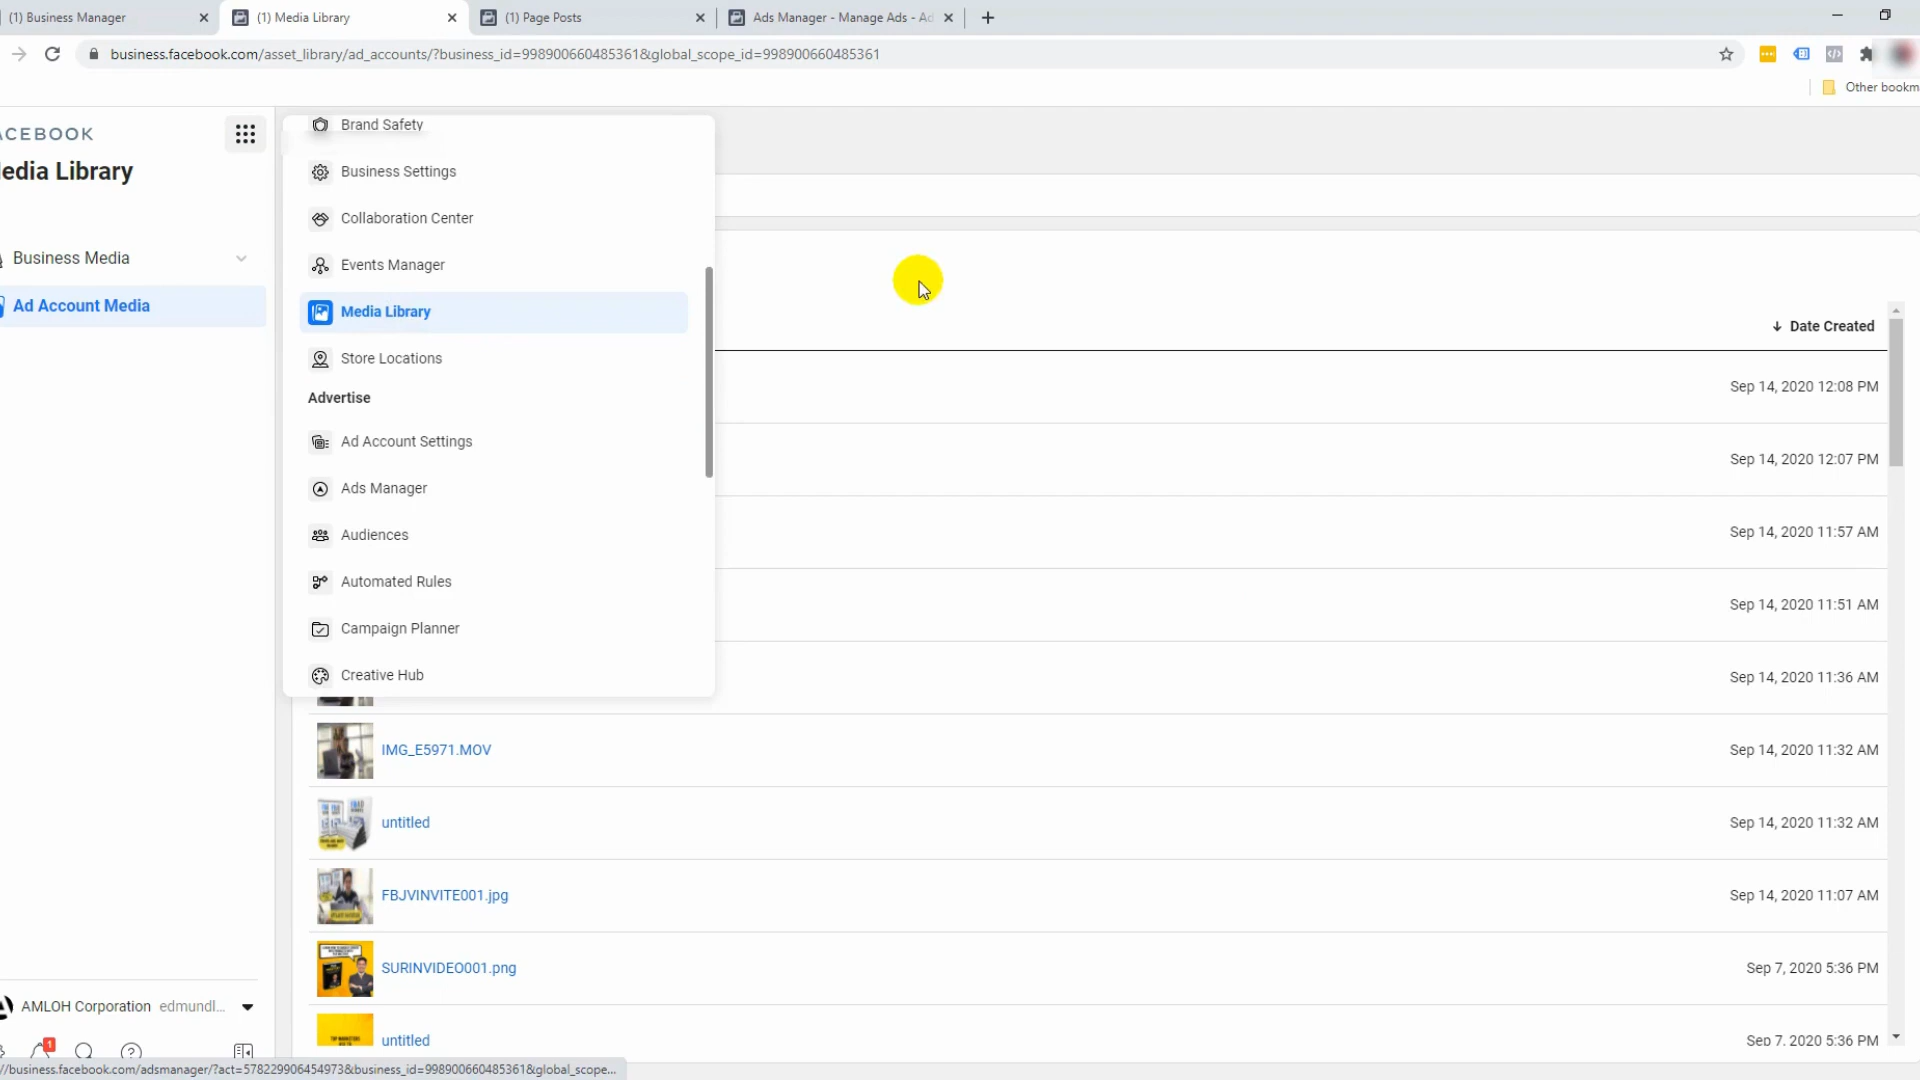 (1) Business Manager
(1) Media Library
(1) Page Posts
Ads Manager - Manage Ads - Ad
business.facebook.com/asset_library/ad_accounts/?business_id=998900660485361&global_scope_id=998900660485361
Other bookm
ACEBOOK
edia Library
Business Media
Ad Account Media
Brand Safety
Business Settings
Collaboration Center
Events Manager
Media Library
Store Locations
Advertise
Ad Account Settings
Ads Manager
Audiences
Automated Rules
Campaign Planner
Creative Hub
Date Created
Sep 14, 2020 12:08 PM
Sep 14, 2020 12:07 PM
Sep 14, 2020 11:57 AM
Sep 14, 2020 11:51 AM
Sep 14, 2020 11:36 AM
IMG_E5971.MOV Sep 14, 2020 11:32 AM
untitled Sep 14, 2020 11:32 AM
FBJVINVITE001.jpg Sep 14, 2020 11:07 AM
SURINVIDEO001.png Sep 7, 2020 5:36 PM
untitled Sep 7, 2020 5:36 PM
AMLOH Corporation edmundl...
1
//business.facebook.com/adsmanager/?act=578229906454973&business_id=998900660485361&global_scope...